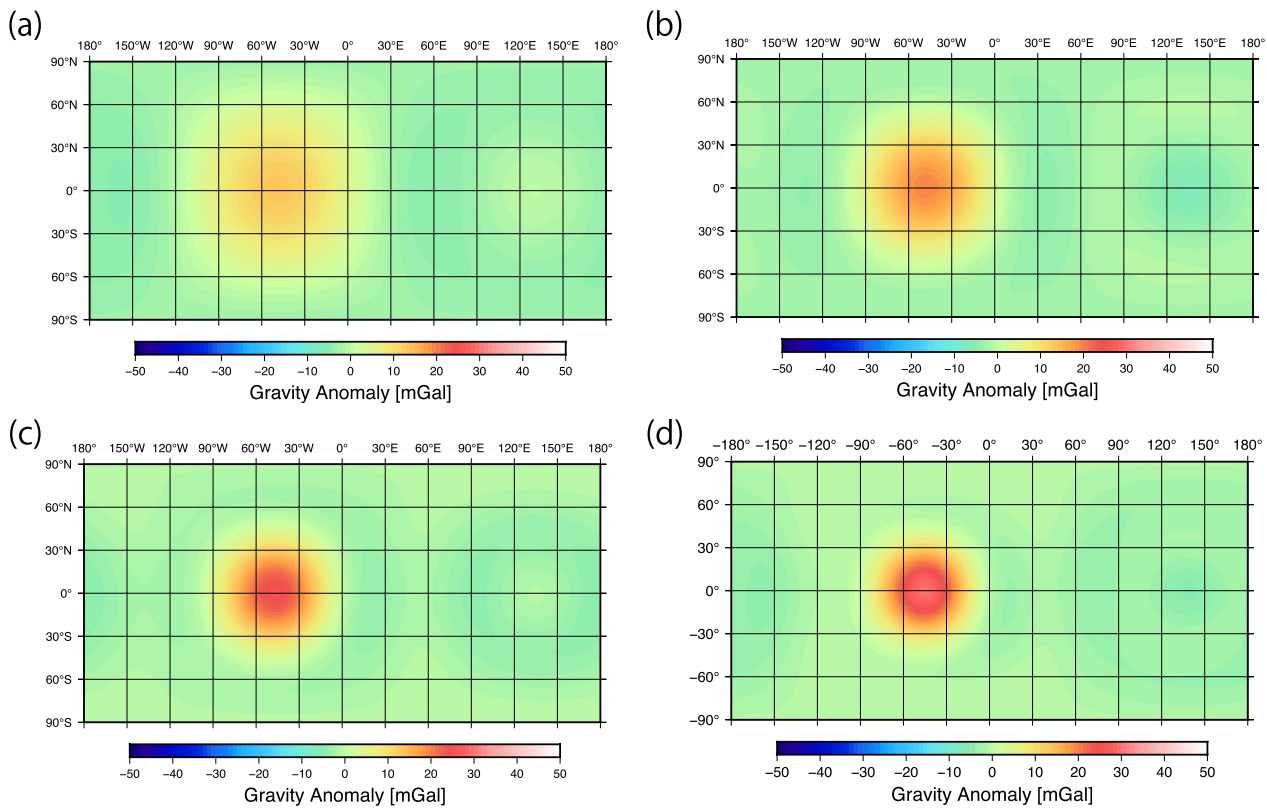 (a)
180° 150°W 120°W 90°W 60°W 30°W 0° 30°E 60°E 90°E 120°E 150°E 180°
90°N
60°N
30°N
0°
30°S
60°S
90°S
−50 −40 −30 −20 −10 0 10 20 30 40 50
Gravity Anomaly [mGal]
(b)
180° 150°W 120°W 90°W 60°W 30°W 0° 30°E 60°E 90°E 120°E 150°E 180°
90°N
60°N
30°N
0°
30°S
60°S
90°S
−50 −40 −30 −20 −10 0 10 20 30 40 50
Gravity Anomaly [mGal]
(c)
180° 150°W 120°W 90°W 60°W 30°W 0° 30°E 60°E 90°E 120°E 150°E 180°
90°N
60°N
30°N
0°
30°S
60°S
90°S
−50 −40 −30 −20 −10 0 10 20 30 40 50
Gravity Anomaly [mGal]
(d)
−180° −150° −120° −90° −60° −30° 0° 30° 60° 90° 120° 150° 180°
90°
60°
30°
0°
−30°
−60°
−90°
−50 −40 −30 −20 −10 0 10 20 30 40 50
Gravity Anomaly [mGal]